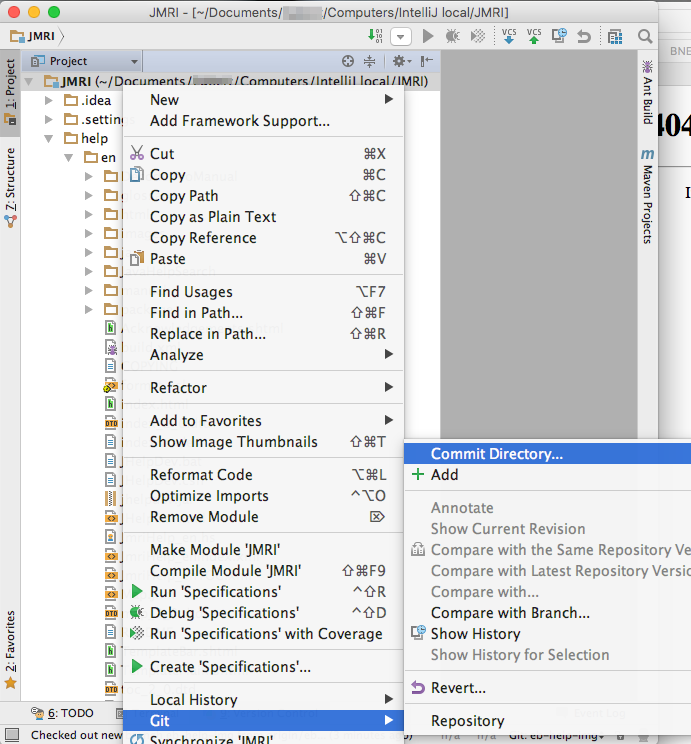 JMRI - [~/Documents/ /Computers/IntelliJ local/JMRI]
JMRI
VCS VCS
BNE
1: Project
Project
JMRI (~/Documents/ /Computers/IntelliJ local/JMRI)
.idea
help
en
7: Structure
2: Favorites
Ant Build
Maven Projects
404
New
Add Framework Support...
Cut ⌘X
Copy ⌘C
Copy Path ⇧⌘C
Copy as Plain Text
Copy Reference ⌥⇧⌘C
Paste ⌘V
Find Usages ⌥F7
Find in Path... ⇧⌘F
Replace in Path... ⇧⌘R
Analyze
Refactor
Add to Favorites
Show Image Thumbnails ⇧⌘T
Reformat Code ⌥⌘L
Optimize Imports ^⌥O
Remove Module ⌦
Make Module 'JMRI'
Compile Module 'JMRI' ⇧⌘F9
Run 'Specifications' ^⇧R
Debug 'Specifications' ^⇧D
Run 'Specifications' with Coverage
Create 'Specifications'...
Local History
Git
Synchronize 'JMRI'
Commit Directory...
Add
Annotate
Show Current Revision
Compare with the Same Repository Ve
Compare with Latest Repository Versio
Compare with...
Compare with Branch...
Show History
Show History for Selection
Revert...
Repository
6: TODO
Event Log
Checked out new
n/a n/a Git: eb-help-img